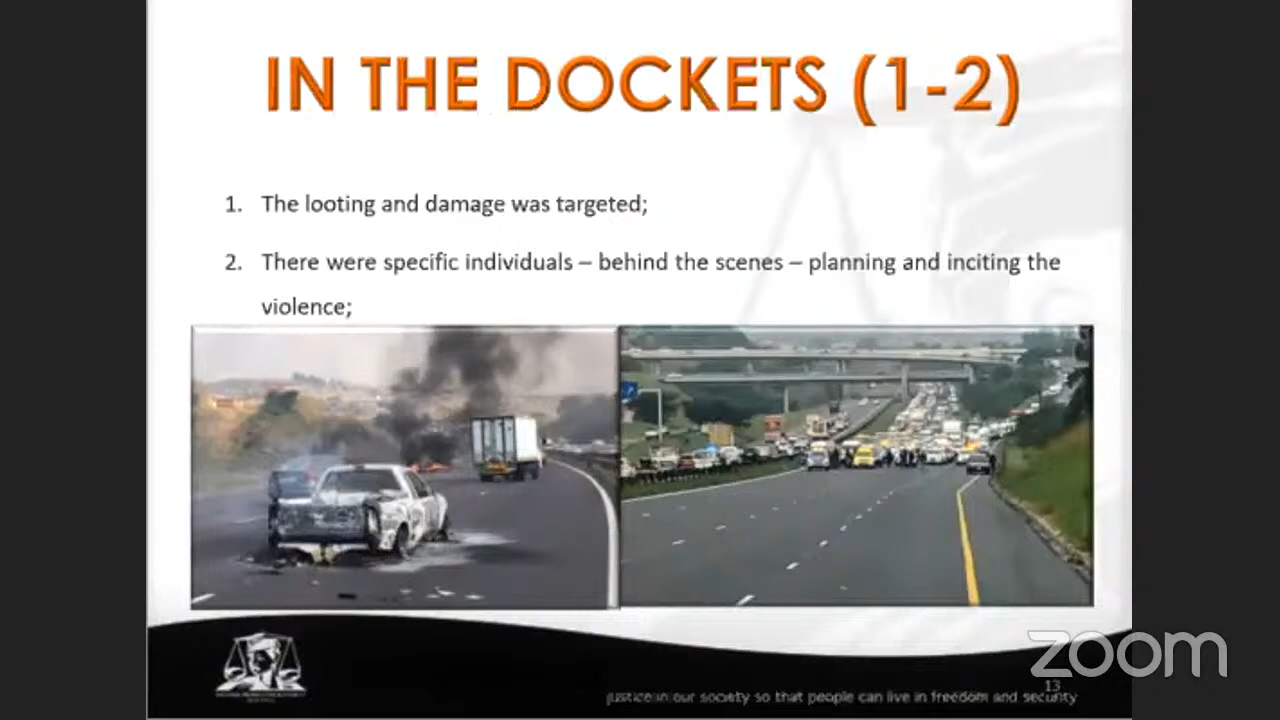 IN THE DOCKETS (1-2)
1. The looting and damage was targeted;
2. There were specific individuals – behind the scenes – planning and inciting the
violence;
zoom
13
justice in our society so that people can live in freedom and security